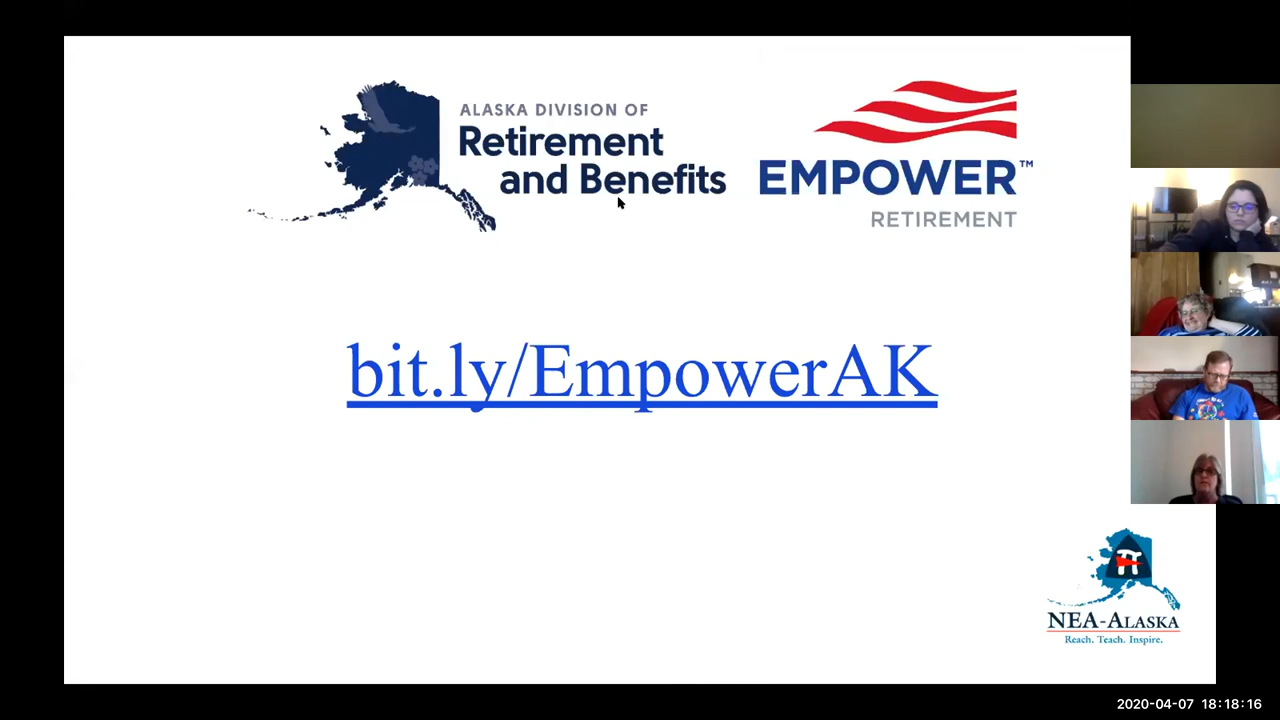 ALASKA DIVISION OF
Retirement
and Benefits
EMPOWER™
RETIREMENT
bit.ly/EmpowerAK
NEA-ALASKA
Reach. Teach. Inspire.
2020-04-07 18:18:16